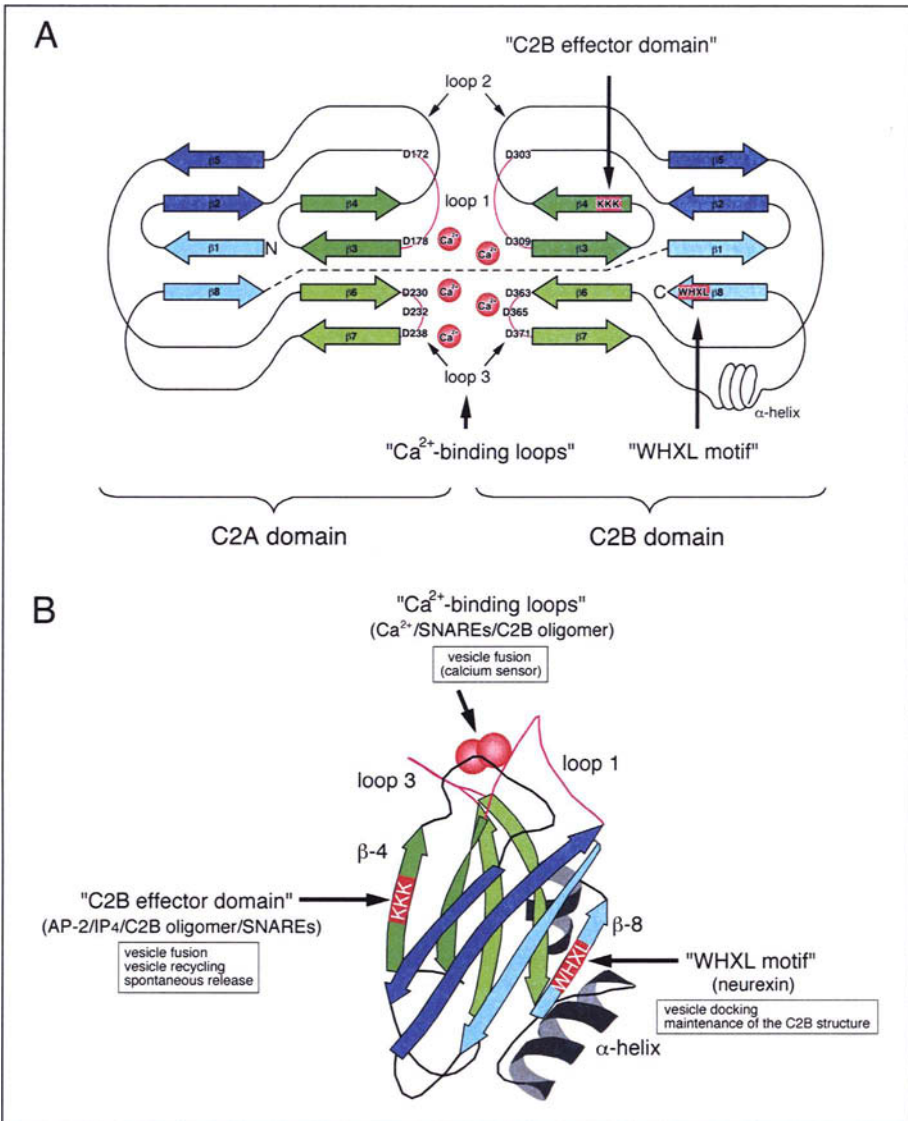 A
"C2B effector domain"
loop 2
β5
D172
D303
β5
β2
β4
loop 1
β4 KKK
β2
β1
N
β3
D178
Ca²⁺
Ca²⁺
D309
β3
β1
β8
β6
D230
Ca²⁺
D363
β6
C
WHXL β8
D232
Ca²⁺
D365
β7
D238
Ca²⁺
D371
β7
loop 3
α-helix
"Ca²⁺-binding loops"
"WHXL motif"
C2A domain
C2B domain
B
"Ca²⁺-binding loops"
(Ca²⁺/SNAREs/C2B oligomer)
vesicle fusion
(calcium sensor)
loop 3
loop 1
β-4
"C2B effector domain"
KKK
(AP-2/IP4/C2B oligomer/SNAREs)
vesicle fusion
vesicle recycling
spontaneous release
β-8
WHXL
"WHXL motif"
(neurexin)
vesicle docking
maintenance of the C2B structure
α-helix